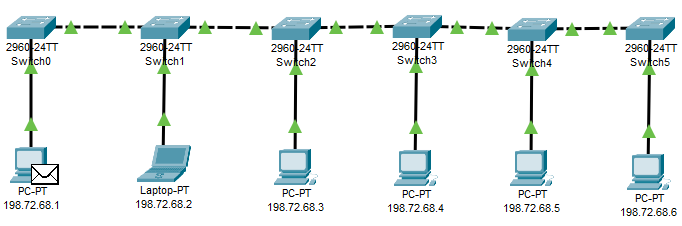 2960-24TT
Switch0
2960-24TT
Switch1
2960-24TT
Switch2
2960-24TT
Switch3
2960-24TT
Switch4
2960-24TT
Switch5
PC-PT
198.72.68.1
Laptop-PT
198.72.68.2
PC-PT
198.72.68.3
PC-PT
198.72.68.4
PC-PT
198.72.68.5
PC-PT
198.72.68.6